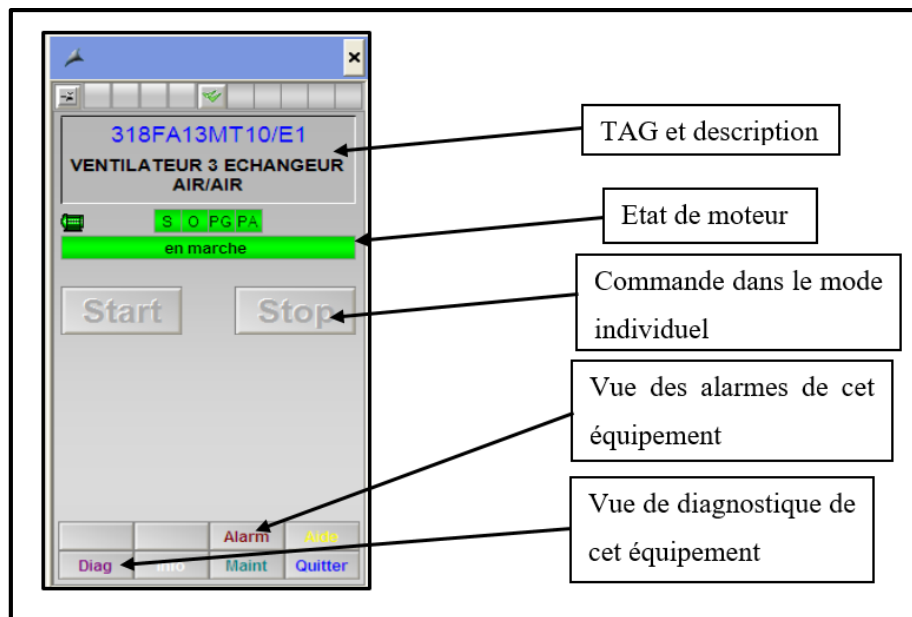 318FA13MT10/E1
VENTILATEUR 3 ECHANGEUR
AIR/AIR
S O PG PA
en marche
Start Stop
Alarm Aide
Diag Info Maint Quitter
TAG et description
Etat de moteur
Commande dans le mode
individuel
Vue des alarmes de cet
équipement
Vue de diagnostique de
cet équipement